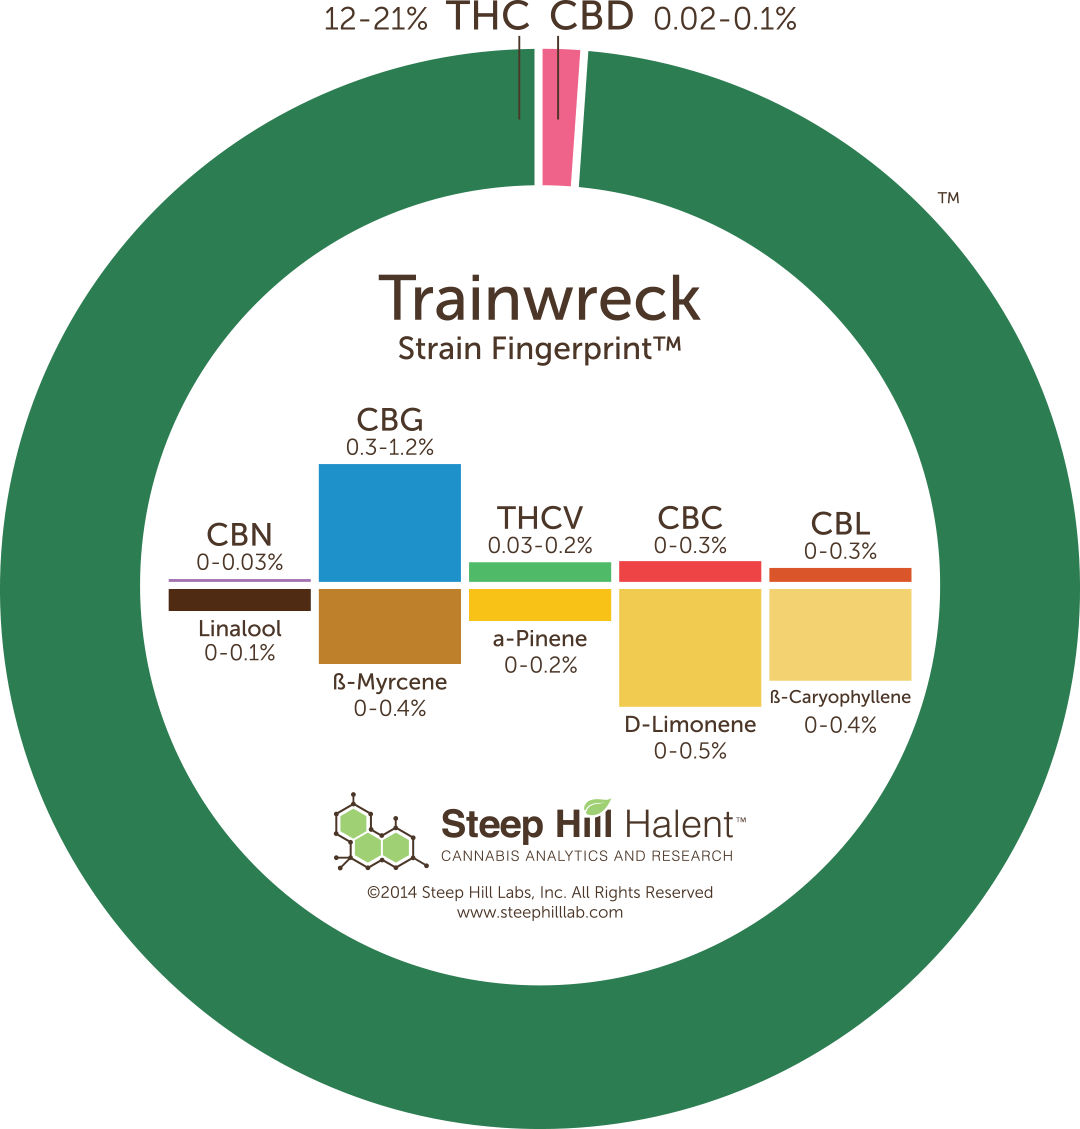 12-21% THC CBD 0.02-0.1%
TM
Trainwreck
Strain Fingerprint™
CBG
0.3-1.2%
CBN
0-0.03%
THCV
0.03-0.2%
CBC
0-0.3%
CBL
0-0.3%
Linalool
0-0.1%
ß-Myrcene
0-0.4%
a-Pinene
0-0.2%
D-Limonene
0-0.5%
ß-Caryophyllene
0-0.4%
Steep Hill Halent™
CANNABIS ANALYTICS AND RESEARCH
©2014 Steep Hill Labs, Inc. All Rights Reserved
www.steephilllab.com